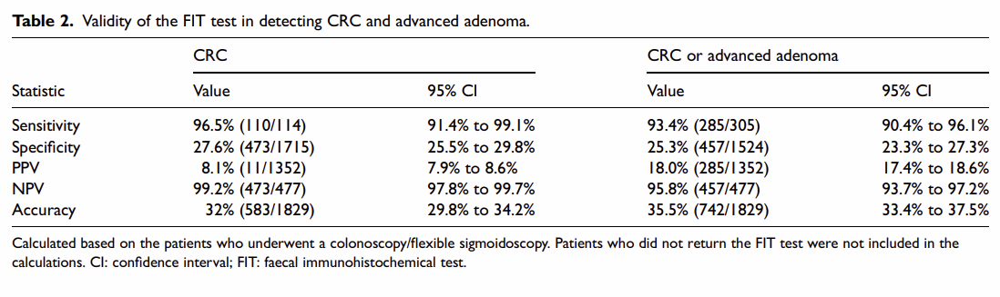 Table 2. Validity of the FIT test in detecting CRC and advanced adenoma.
CRC CRC or advanced adenoma
Statistic Value 95% CI Value 95% CI
Sensitivity 96.5% (110/114) 91.4% to 99.1% 93.4% (285/305) 90.4% to 96.1%
Specificity 27.6% (473/1715) 25.5% to 29.8% 25.3% (457/1524) 23.3% to 27.3%
PPV 8.1% (11/1352) 7.9% to 8.6% 18.0% (285/1352) 17.4% to 18.6%
NPV 99.2% (473/477) 97.8% to 99.7% 95.8% (457/477) 93.7% to 97.2%
Accuracy 32% (583/1829) 29.8% to 34.2% 35.5% (742/1829) 33.4% to 37.5%
Calculated based on the patients who underwent a colonoscopy/flexible sigmoidoscopy. Patients who did not return the FIT test were not included in the
calculations. CI: confidence interval; FIT: faecal immunohistochemical test.